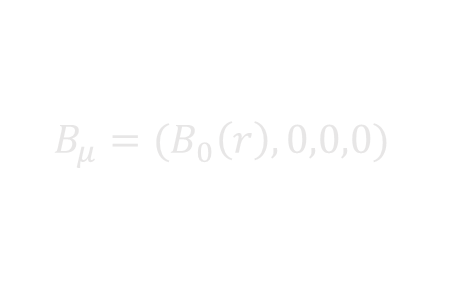 B_μ = (B_0(r), 0,0,0)